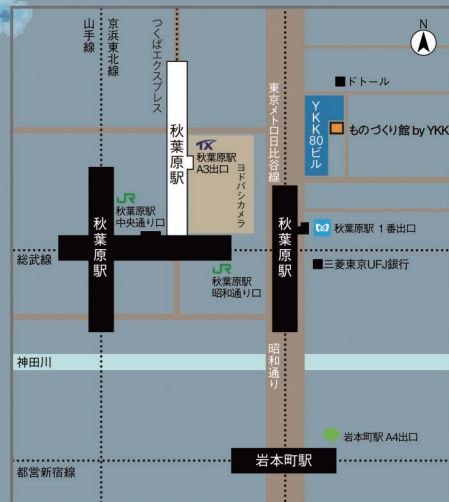 山手線
京浜東北線
つくばエクスプレス
N
東京メトロ日比谷線
ドトール
YKK80ビル
ものづくり館 by YKK
秋葉原駅
TX
秋葉原駅
A3出口
ヨドバシカメラ
JR
秋葉原駅
中央通り口
秋葉原駅
秋葉原駅
秋葉原駅 1番出口
総武線
JR
秋葉原駅
昭和通り口
三菱東京UFJ銀行
神田川
昭和通り
岩本町駅 A4出口
岩本町駅
都営新宿線